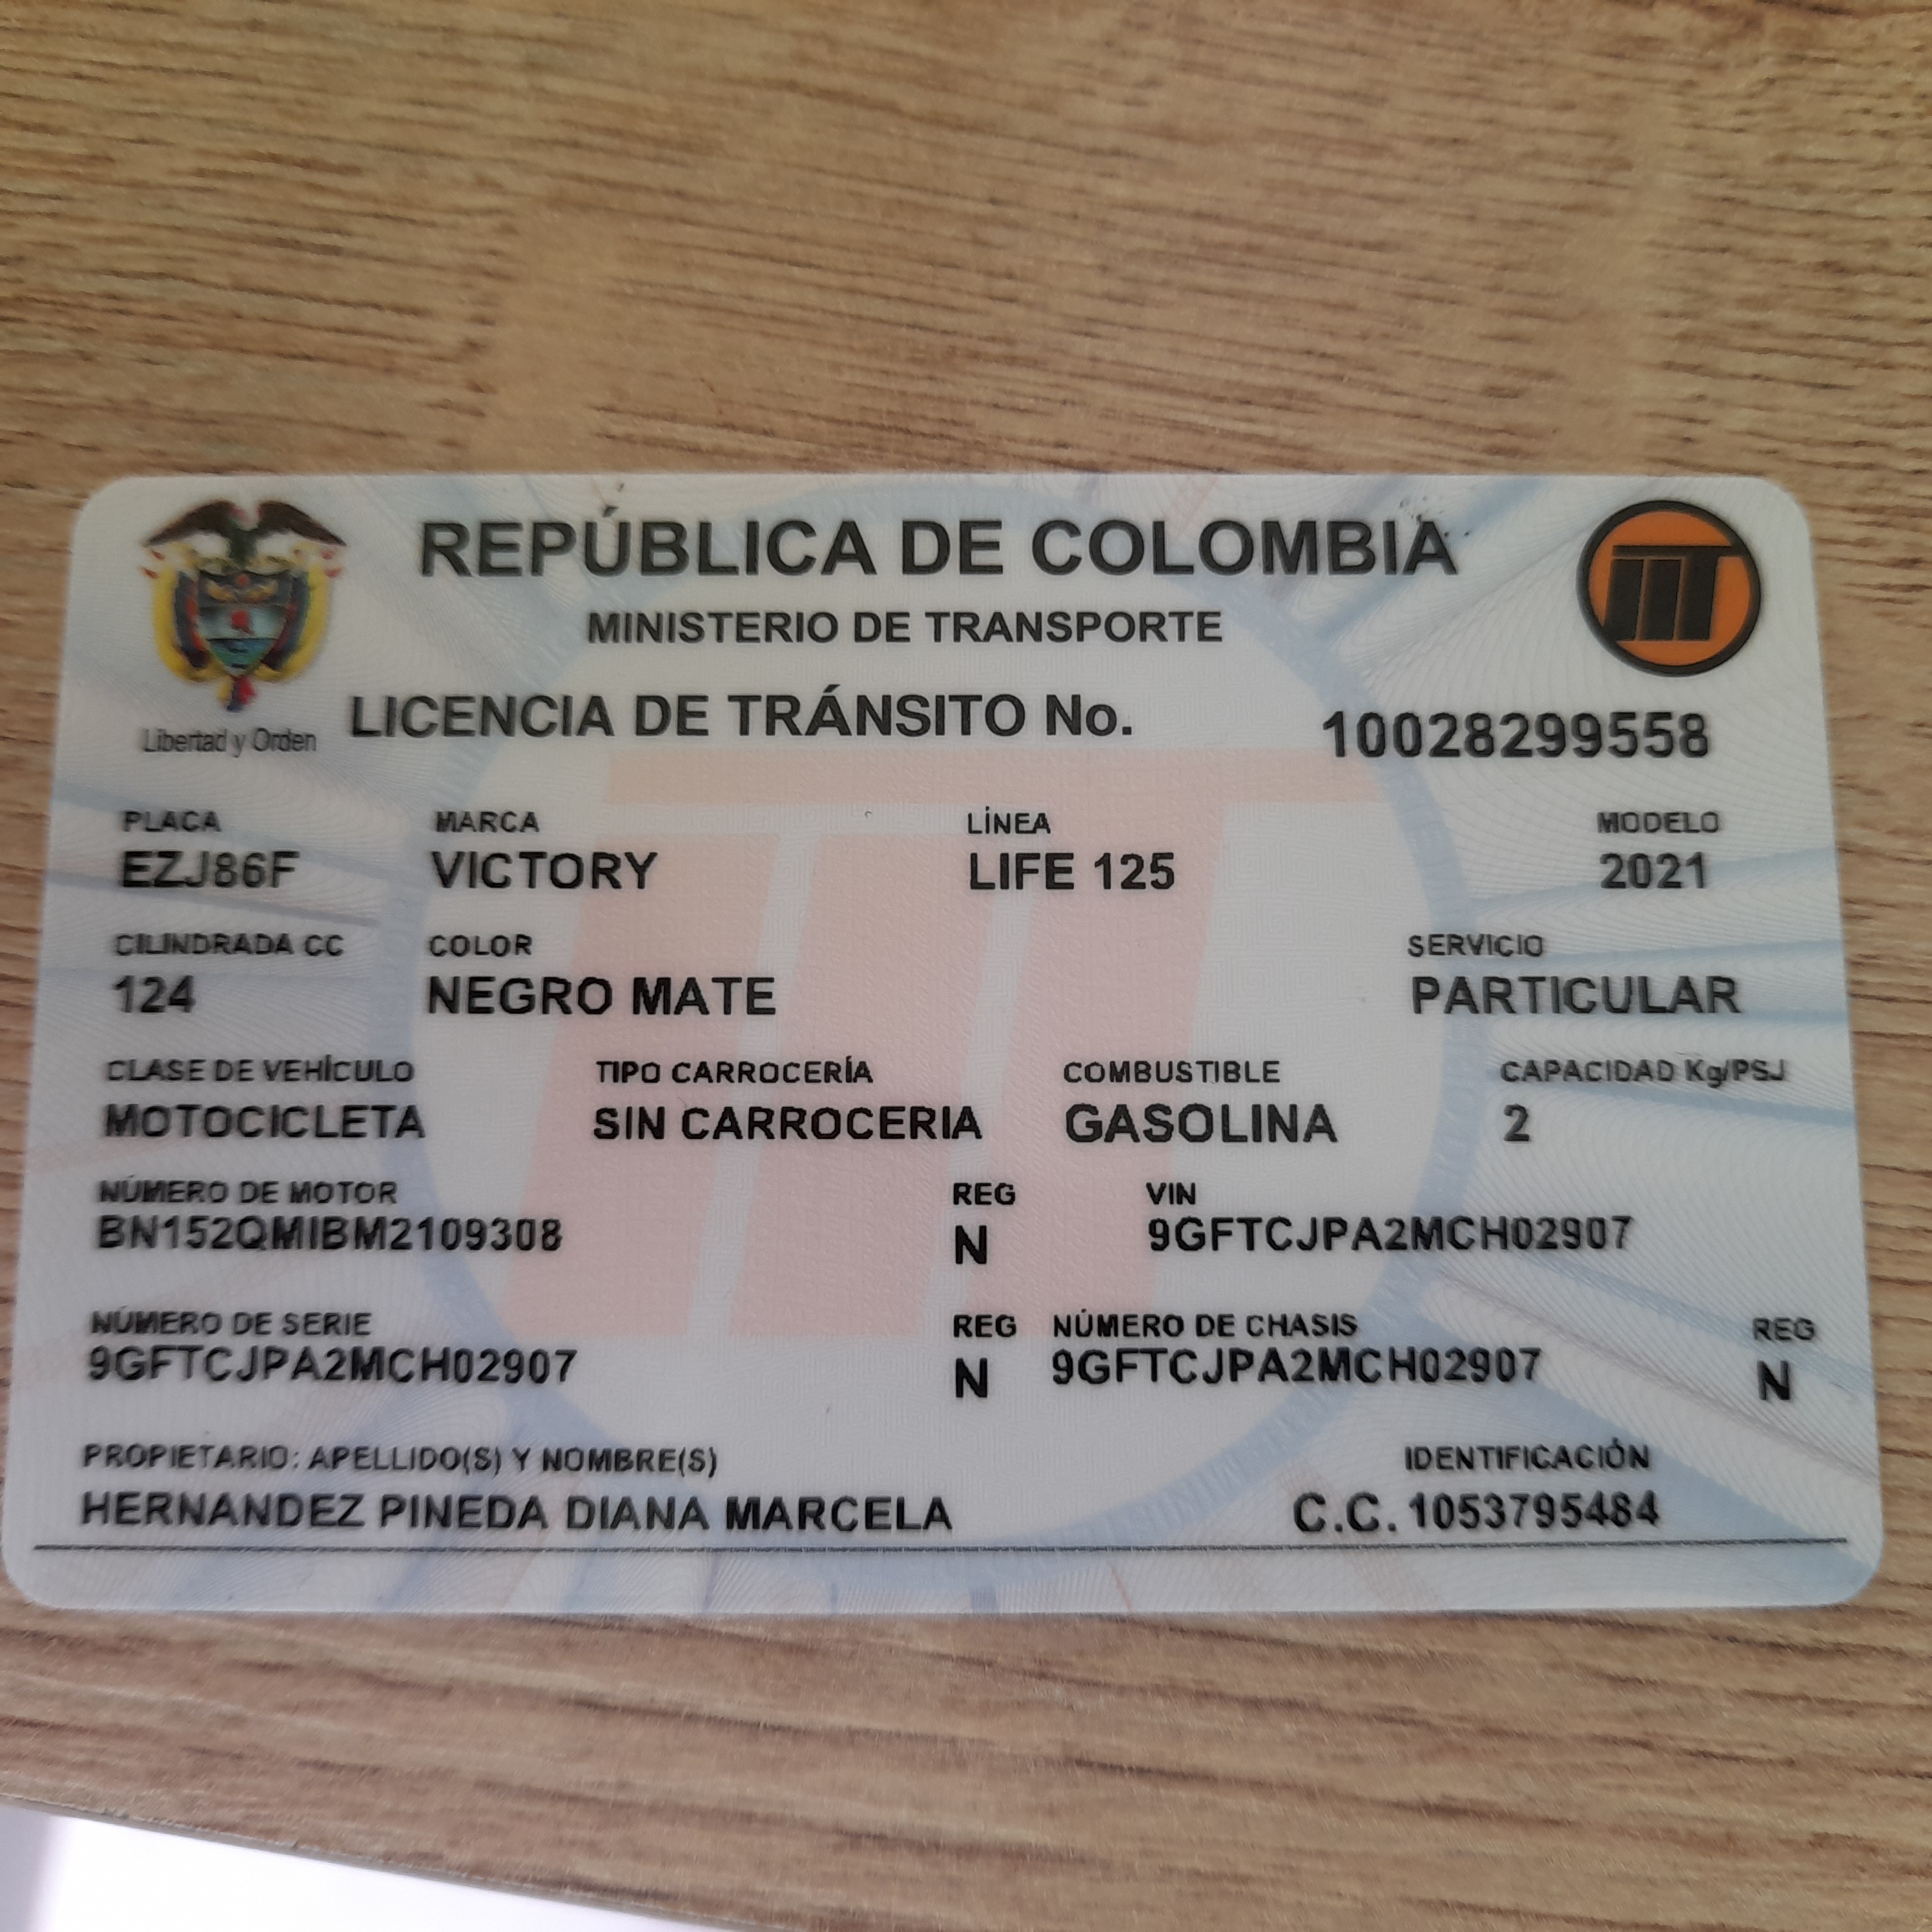 REPÚBLICA DE COLOMBIA
MINISTERIO DE TRANSPORTE
Libertad y Orden
LICENCIA DE TRÁNSITO No. 10028299558
PLACA MARCA LÍNEA MODELO
EZJ86F VICTORY LIFE 125 2021
CILINDRADA CC COLOR SERVICIO
124 NEGRO MATE PARTICULAR
CLASE DE VEHÍCULO TIPO CARROCERÍA COMBUSTIBLE CAPACIDAD Kg/PSJ
MOTOCICLETA SIN CARROCERIA GASOLINA 2
NÚMERO DE MOTOR REG VIN
BN152QMIBM2109308 N 9GFTCJPA2MCH02907
NÚMERO DE SERIE REG NÚMERO DE CHASIS REG
9GFTCJPA2MCH02907 N 9GFTCJPA2MCH02907 N
PROPIETARIO: APELLIDO(S) Y NOMBRE(S) IDENTIFICACIÓN
HERNANDEZ PINEDA DIANA MARCELA C.C. 1053795484